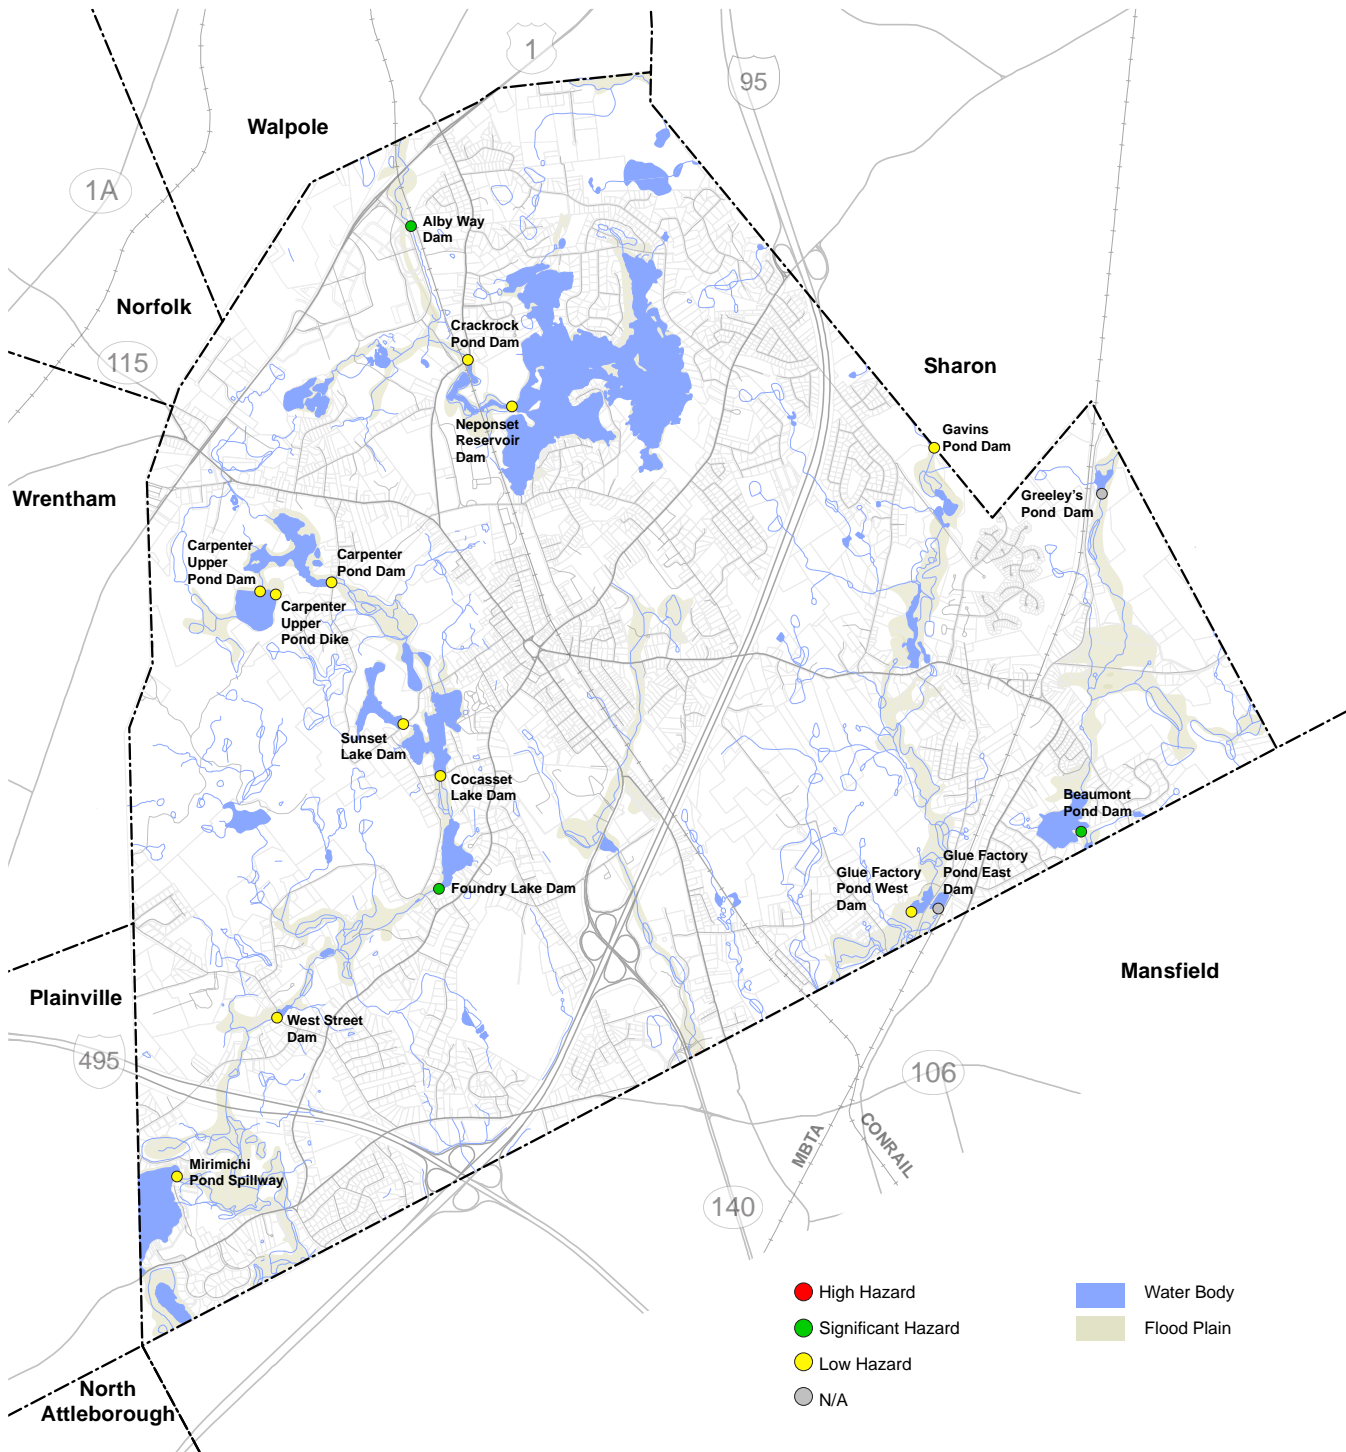 1
95
Walpole
1A
Alby Way
Dam
Norfolk
Crackrock
Pond Dam
115
Sharon
Neponset
Reservoir
Dam
Gavins
Pond Dam
Wrentham
Greeley's
Pond Dam
Carpenter
Upper
Pond Dam
Carpenter
Pond Dam
Carpenter
Upper
Pond Dike
Sunset
Lake Dam
Cocasset
Lake Dam
Beaumont
Pond Dam
Foundry Lake Dam
Glue Factory
Pond West
Dam
Glue Factory
Pond East
Dam
Mansfield
Plainville
West Street
Dam
495
106
MBTA
CONRAIL
Mirimichi
Pond Spillway
140
High Hazard
Significant Hazard
Low Hazard
N/A
Water Body
Flood Plain
North
Attleborough